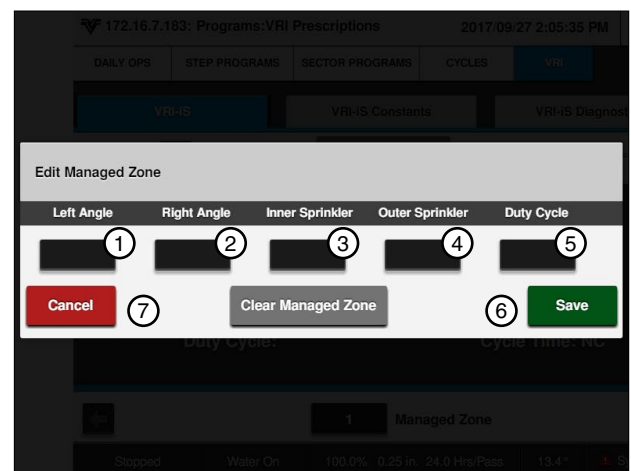 172.16.7.183: Programs:VRI Prescriptions 2017/09/27 2:05:35 PM
DAILY OPS STEP PROGRAMS SECTOR PROGRAMS CYCLES VRI
VRI-iS VRI-iS Constants VRI-iS Diagnost
Edit Managed Zone
Left Angle Right Angle Inner Sprinkler Outer Sprinkler Duty Cycle
1 2 3 4 5
Cancel 7 Clear Managed Zone 6 Save
Duty Cycle: Cycle Time: NC
1 Managed Zone
Stopped Water On 100.0% 0.25 in. 24.0 Hrs/Pass 13.4°